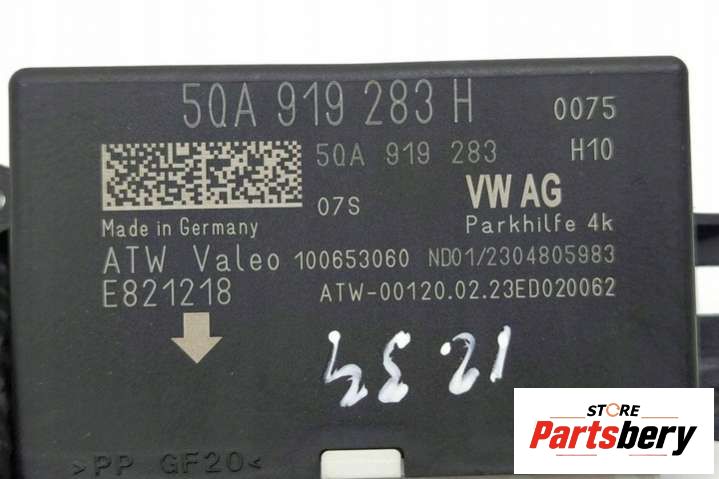 5QA 919 283 H 0075
5QA 919 283 H10
07S VW AG
Made in Germany Parkhilfe 4k
ATW Valeo 100653060 ND01/2304805983
E821218 ATW-00120.02.23ED020062
>PP GF20<
STORE
Partsbery